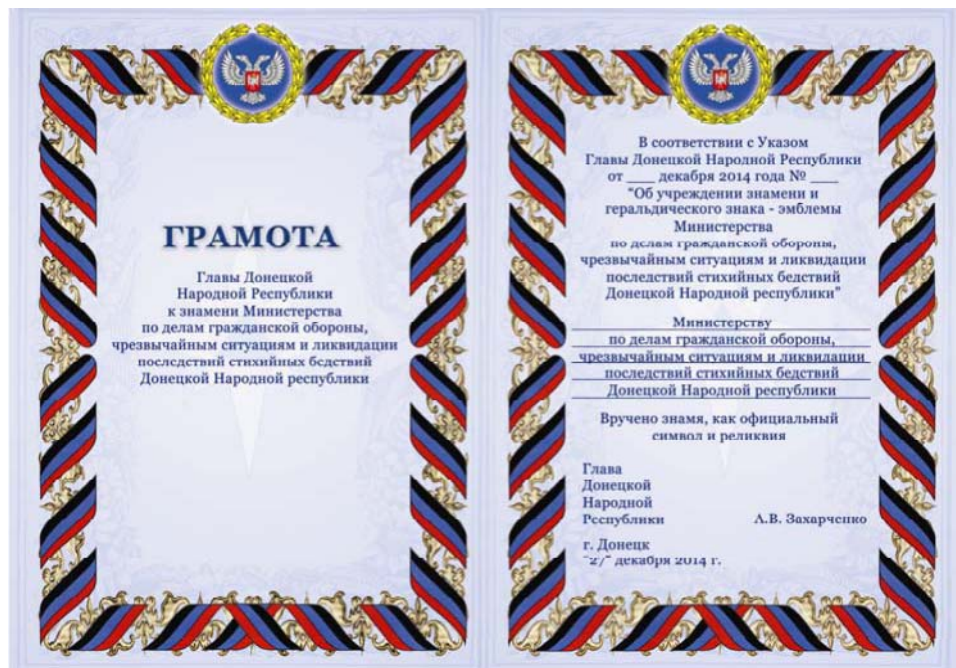 ГРАМОТА
Главы Донецкой
Народной Республики
к знамени Министерства
по делам гражданской обороны,
чрезвычайным ситуациям и ликвидации
последствий стихийных бедствий
Донецкой Народной республики
В соответствии с Указом
Главы Донецкой Народной Республики
от ___ декабря 2014 года № ___
"Об учреждении знамени и
геральдического знака - эмблемы
Министерства
по делам гражданской обороны,
чрезвычайным ситуациям и ликвидации
последствий стихийных бедствий
Донецкой Народной республики"
Министерству
по делам гражданской обороны,
чрезвычайным ситуациям и ликвидации
последствий стихийных бедствий
Донецкой Народной республики
Вручено знамя, как официальный
символ и реликвия
Глава
Донецкой
Народной
Республики А.В. Захарченко
г. Донецк
"27" декабря 2014 г.